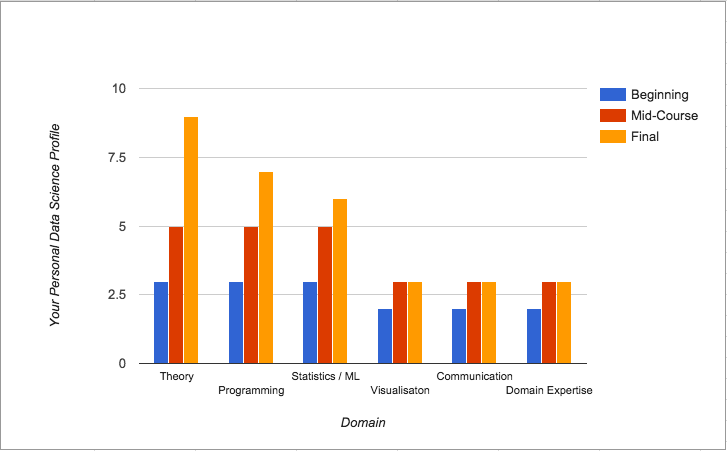 Your Personal Data Science Profile
10
7.5
5
2.5
0
Beginning
Mid-Course
Final
Theory
Programming
Statistics / ML
Visualisaton
Communication
Domain Expertise
Domain